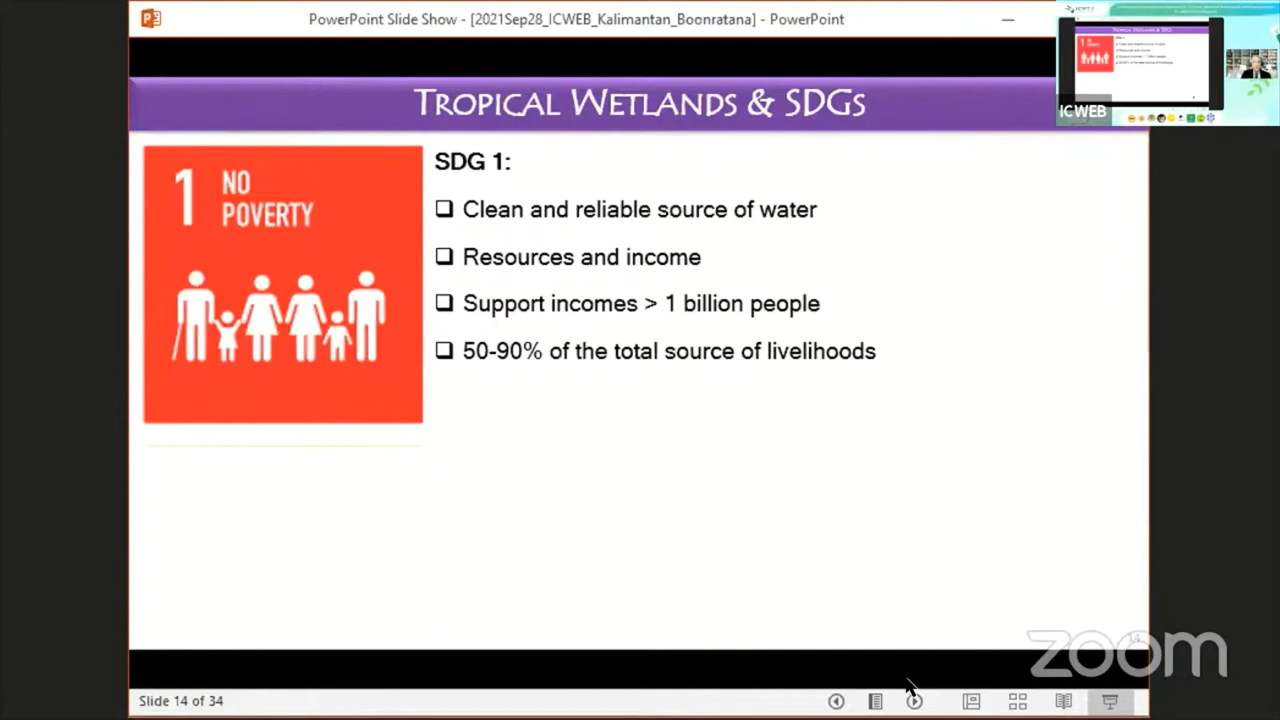 PowerPoint Slide Show - [2021Sep28_ICWEB_Kalimantan_Boonratana] - PowerPoint
ICWEB
TROPICAL WETLANDS & SDGs
1 NO
POVERTY
SDG 1:
Clean and reliable source of water
Resources and income
Support incomes > 1 billion people
50-90% of the total source of livelihoods
14
zoom
Slide 14 of 34